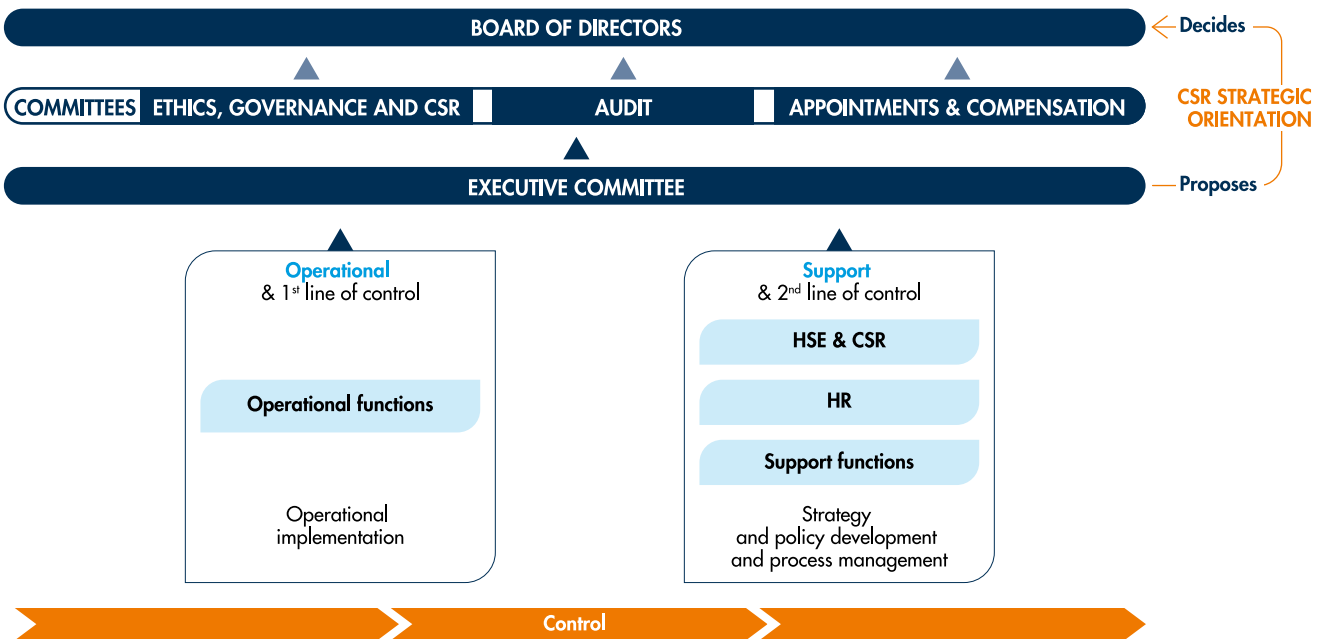 BOARD OF DIRECTORS
Decides
COMMITTEES
ETHICS, GOVERNANCE AND CSR
AUDIT
APPOINTMENTS & COMPENSATION
CSR STRATEGIC
ORIENTATION
EXECUTIVE COMMITTEE
Proposes
Operational
& 1st line of control
Operational functions
Operational
implementation
Support
& 2nd line of control
HSE & CSR
HR
Support functions
Strategy
and policy development
and process management
Control